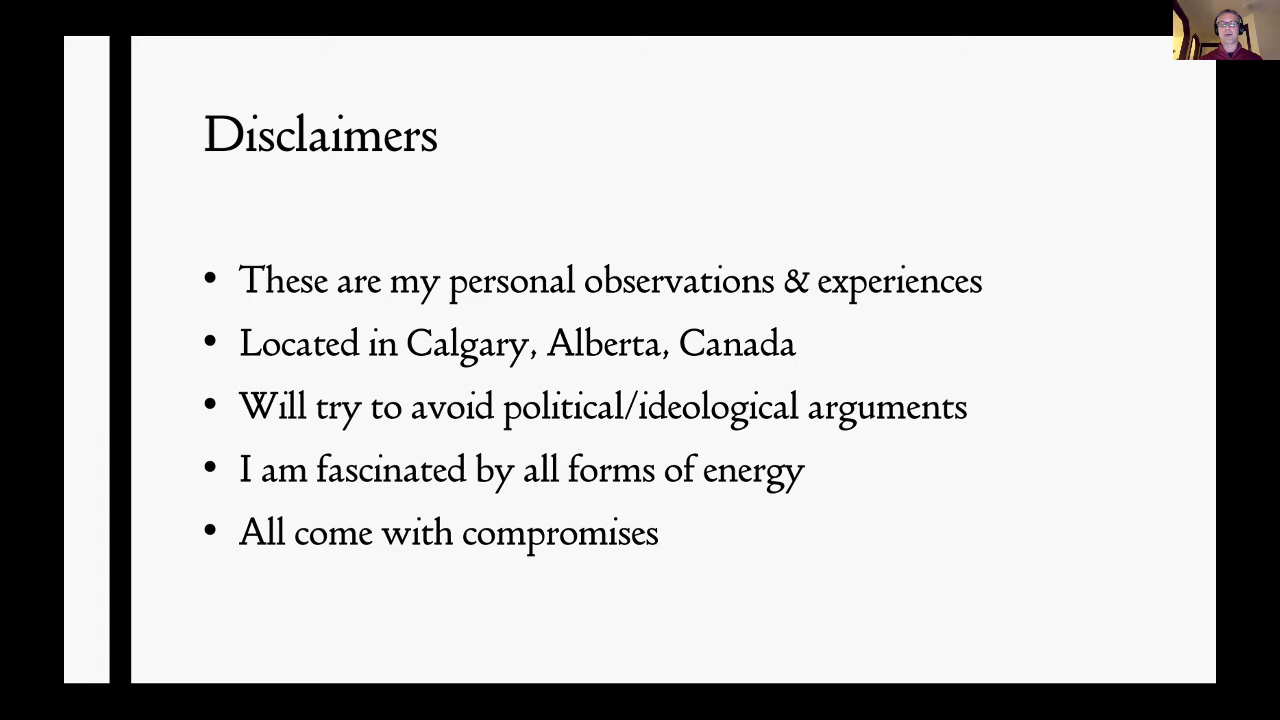 Disclaimers
• These are my personal observations & experiences
• Located in Calgary, Alberta, Canada
• Will try to avoid political/ideological arguments
• I am fascinated by all forms of energy
• All come with compromises